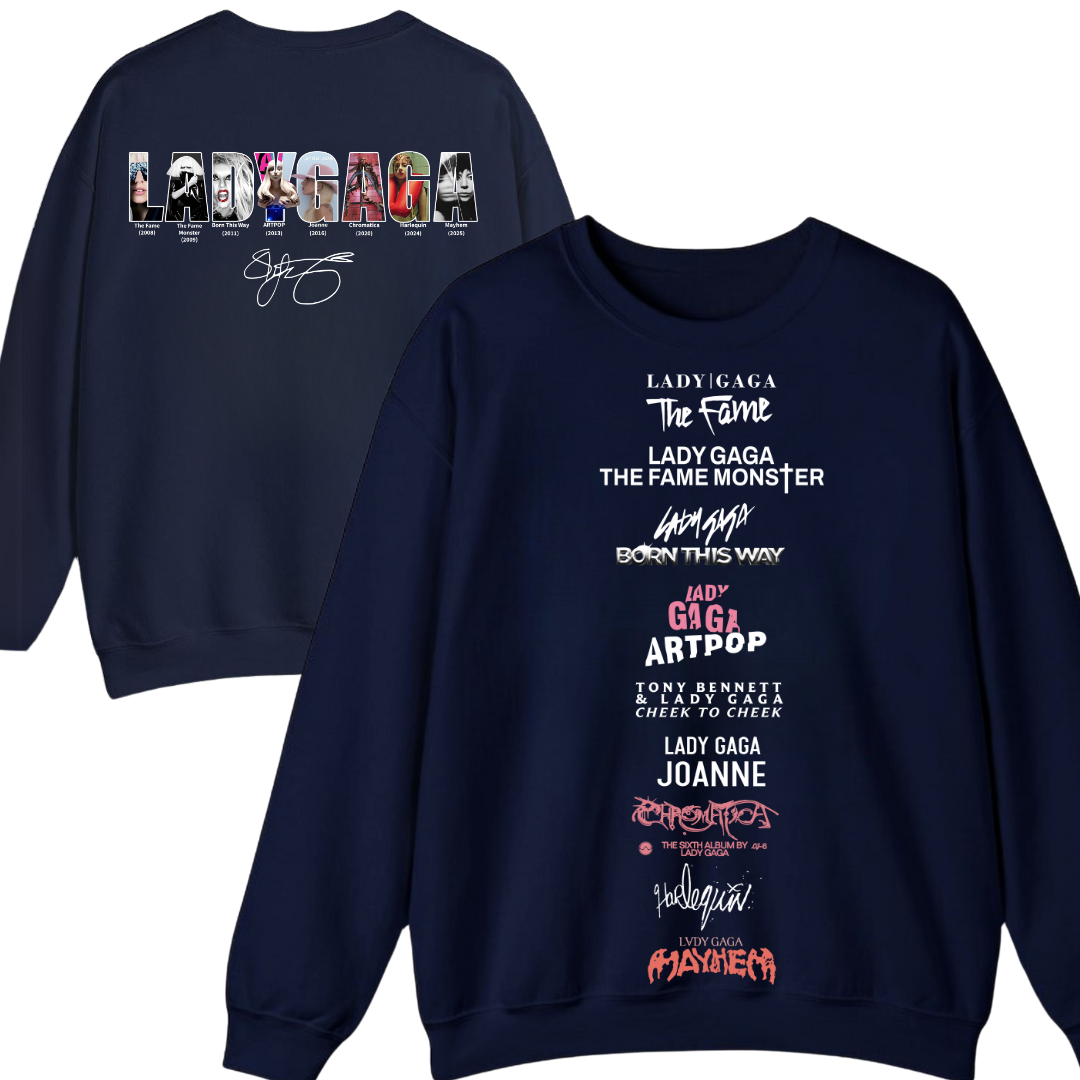 LADYGAGA
The Fame
(2008)
The Fame
Monster
(2009)
Born This Way
(2011)
ARTPOP
(2013)
Joanne
(2016)
Chromatica
(2020)
Harlequin
(2024)
Mayhem
(2025)
LADY|GAGA
The Fame
LADY GAGA
THE FAME MONSTER
LADY GAGA
BORN THIS WAY
LADY
GAGA
ARTPOP
TONY BENNETT
& LADY GAGA
CHEEK TO CHEEK
LADY GAGA
JOANNE
CHROMATICA
THE SIXTH ALBUM BY
LADY GAGA
Harlequin
LVDY GAGA
MAYHEM